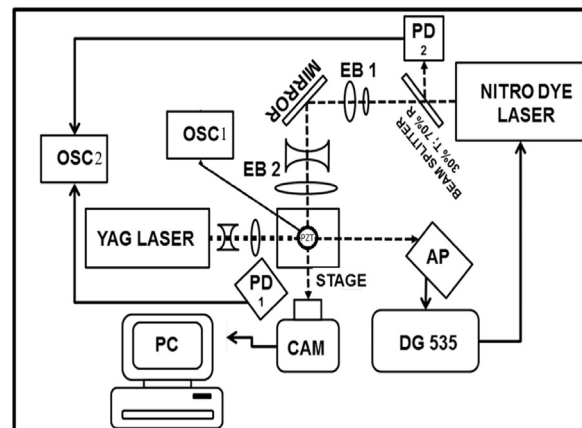 PD
2
EB 1
MIRROR
NITRO DYE
LASER
BEAM SPLITTER
30% T; 70% R
OSC1
OSC2
EB 2
YAG LASER
PZT
AP
STAGE
PD
1
PC
CAM
DG 535